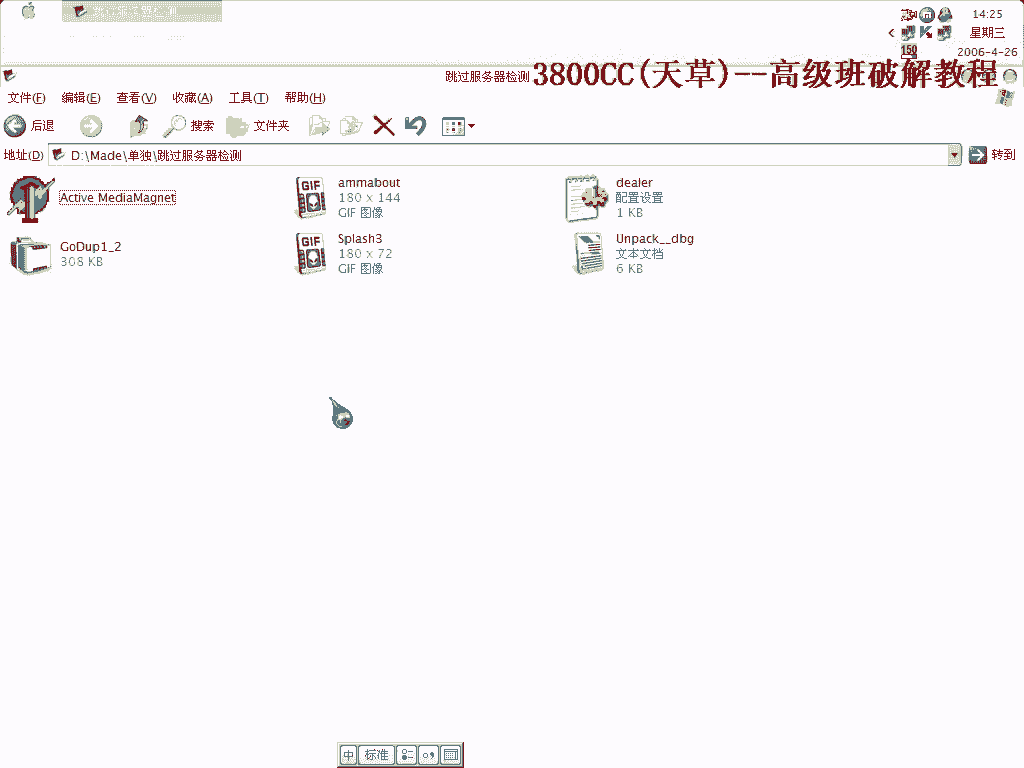 跳过服务器检测
14:25
星期三
150
2006-4-26
跳过服务器检测
3800CC(天草)--高级班破解教程
文件(F) 编辑(E) 查看(V) 收藏(A) 工具(T) 帮助(H)
后退 搜索 文件夹
地址(D) D:\Made\单独\跳过服务器检测 转到
Active MediaMagnet
GIF
ammabout
180 x 144
GIF 图像
dealer
配置设置
1 KB
GoDup1_2
308 KB
GIF
Splash3
180 x 72
GIF 图像
Unpack__dbg
文本文档
6 KB
中 标准